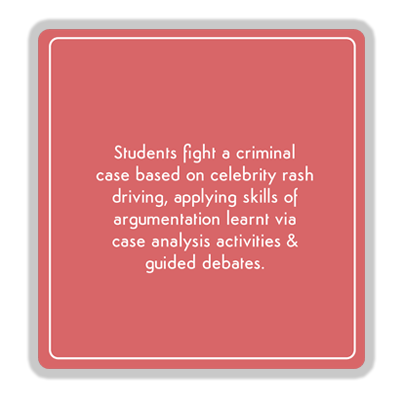 Students fight a criminal
case based on celebrity rash
driving, applying skills of
argumentation learnt via
case analysis activities &
guided debates.